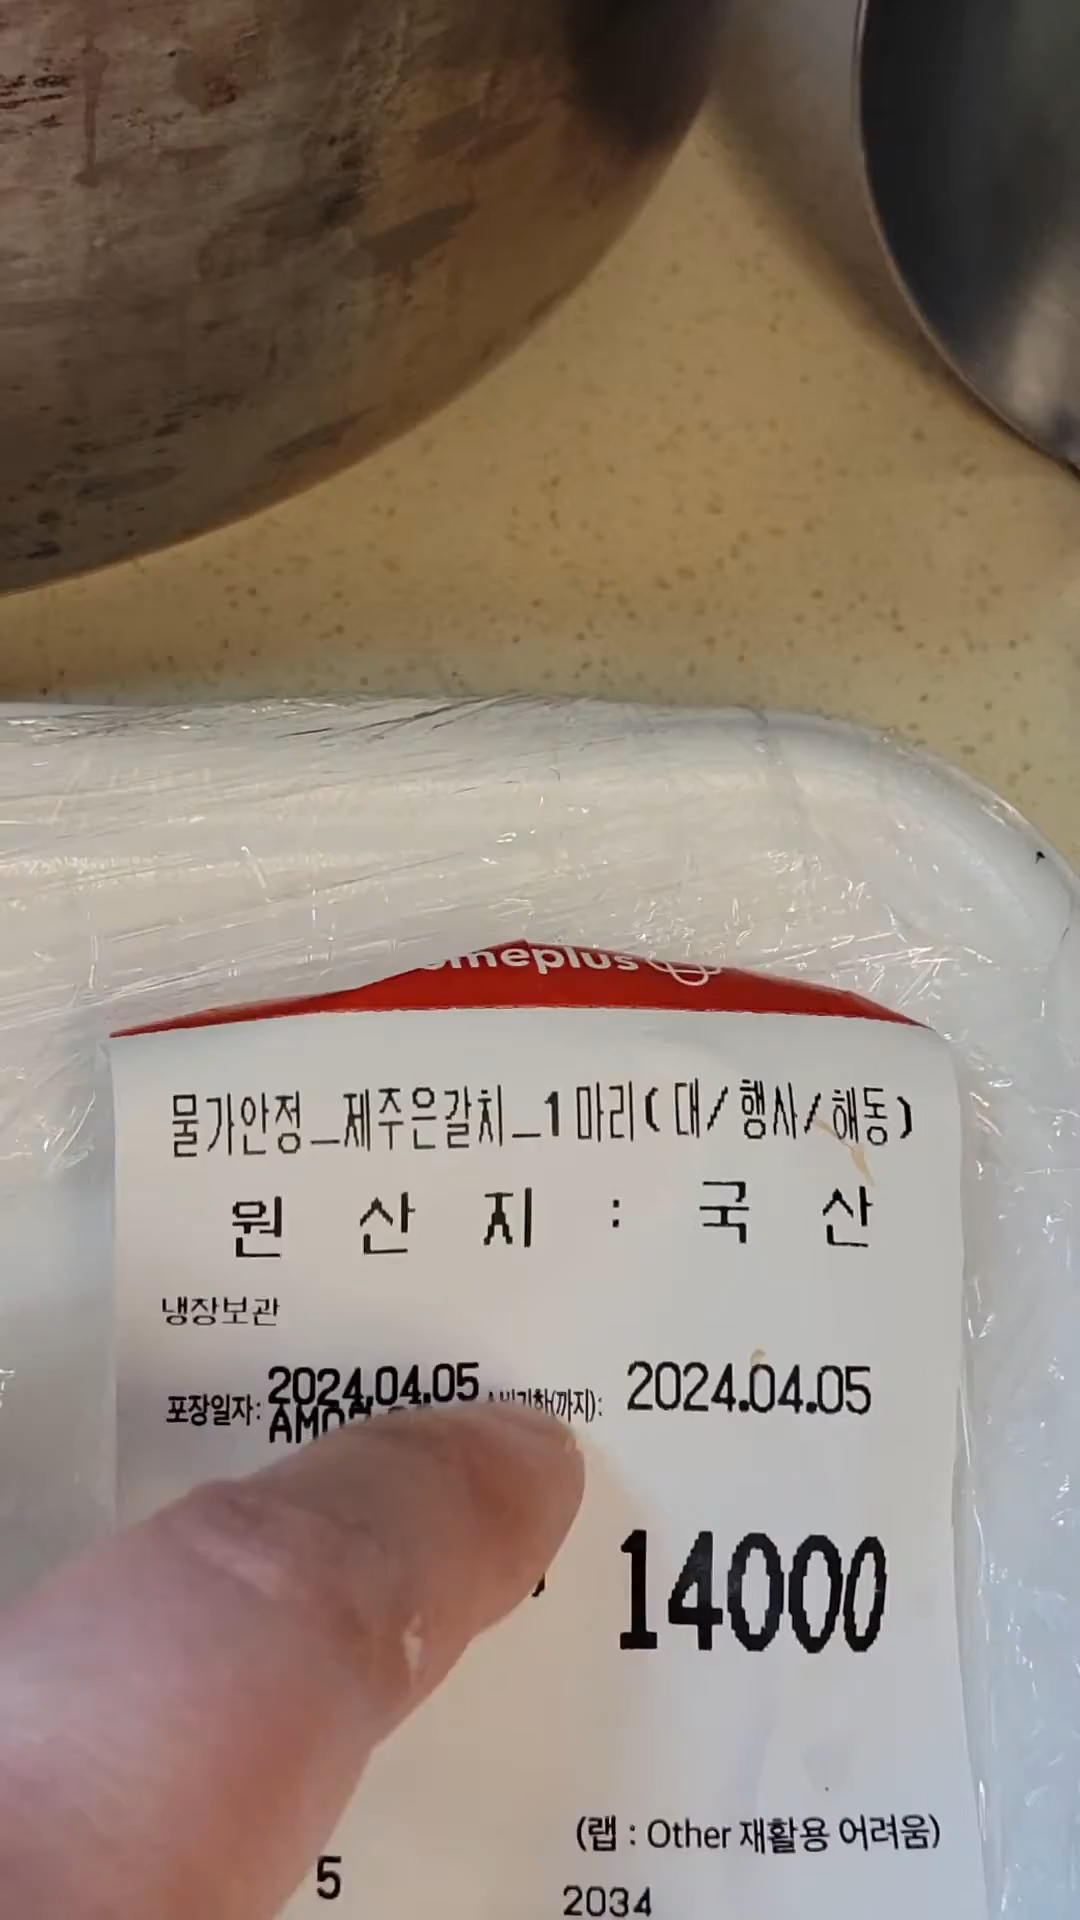 meplus
물가안정_제주은갈치_1마리(대/행사/해동)
원 산 지 : 국 산
냉장보관
포장일자: 2024.04.05 (까지): 2024.04.05
14000
(랩 : Other 재활용 어려움)
5 2034